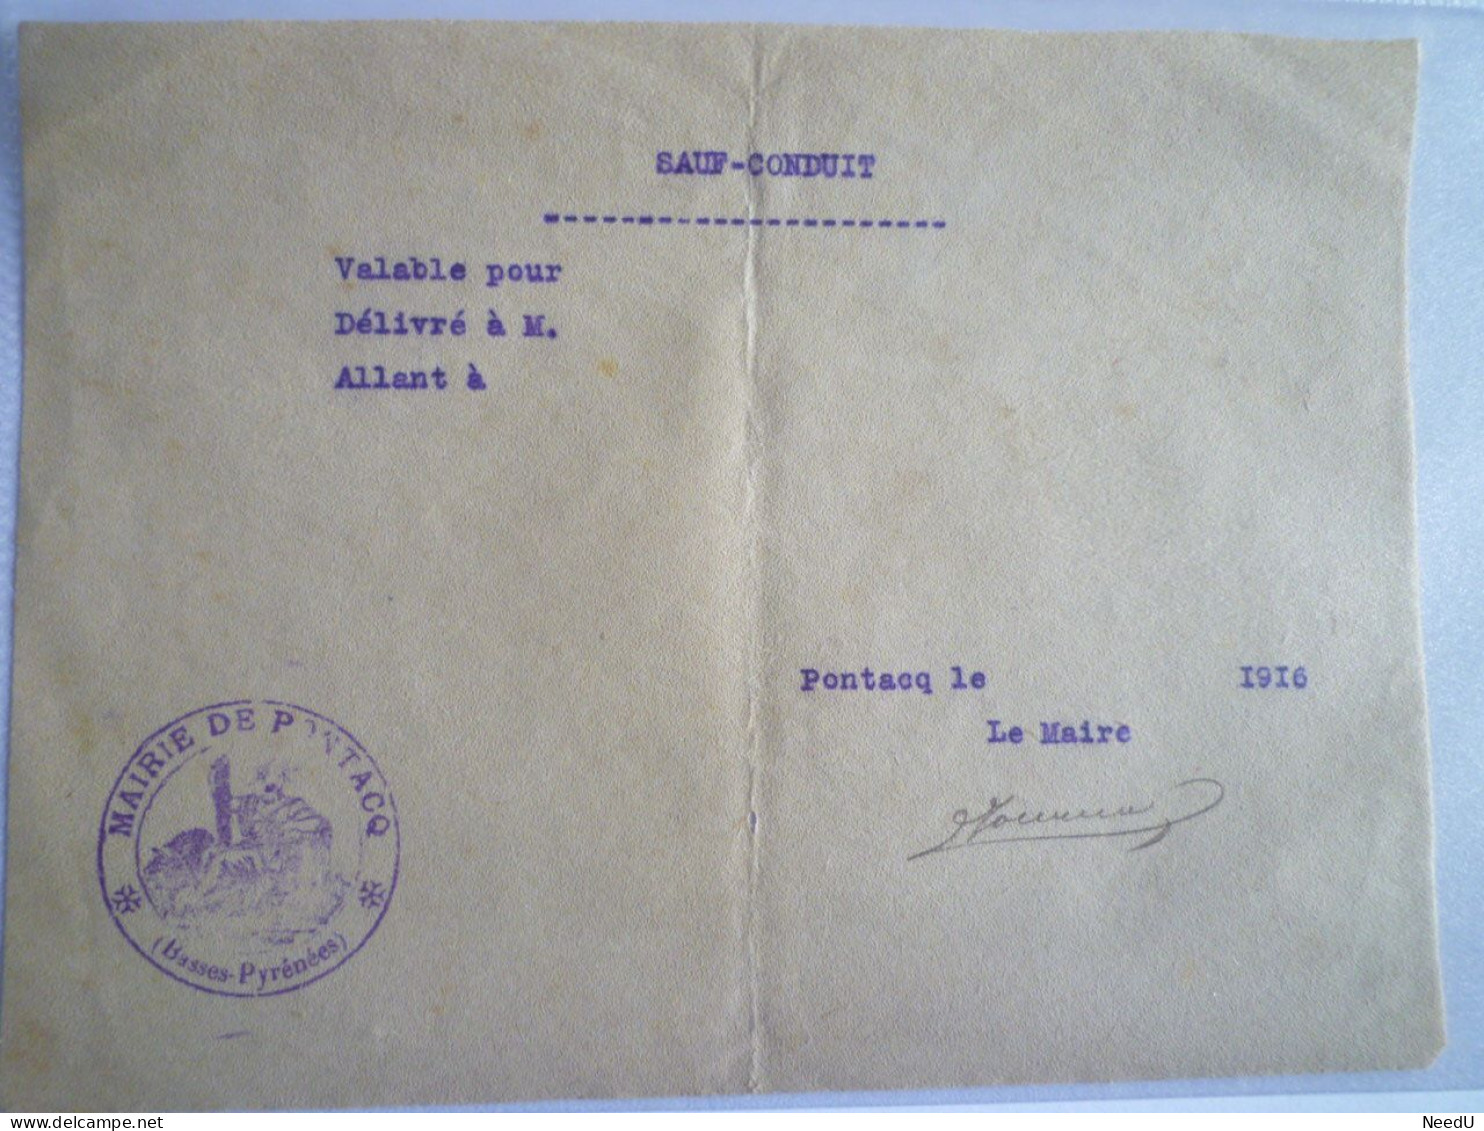 SAUF-CONDUIT
----------------------
Valable pour
Délivré à M.
Allant à
Pontacq le 1916
Le Maire
MAIRIE DE PONTACQ
(Basses-Pyrénées)
delcampe.net
NeedU